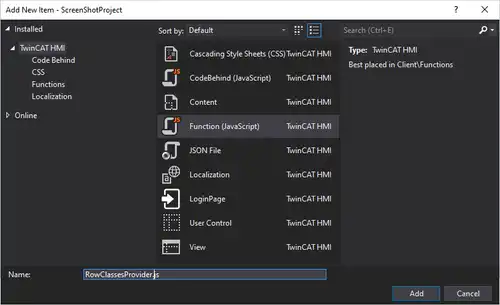 Add New Item - ScreenShotProject
Installed
TwinCAT HMI
Code Behind
CSS
Functions
Localization
Online
Sort by: Default
Search (Ctrl+E)
Cascading Style Sheets (CSS) TwinCAT HMI
CodeBehind (JavaScript) TwinCAT HMI
Content TwinCAT HMI
Function (JavaScript) TwinCAT HMI
JSON File TwinCAT HMI
Localization TwinCAT HMI
LoginPage TwinCAT HMI
User Control TwinCAT HMI
View TwinCAT HMI
Type: TwinCAT HMI
Best placed in Client\Functions
Name: RowClassesProvider.js
Add Cancel